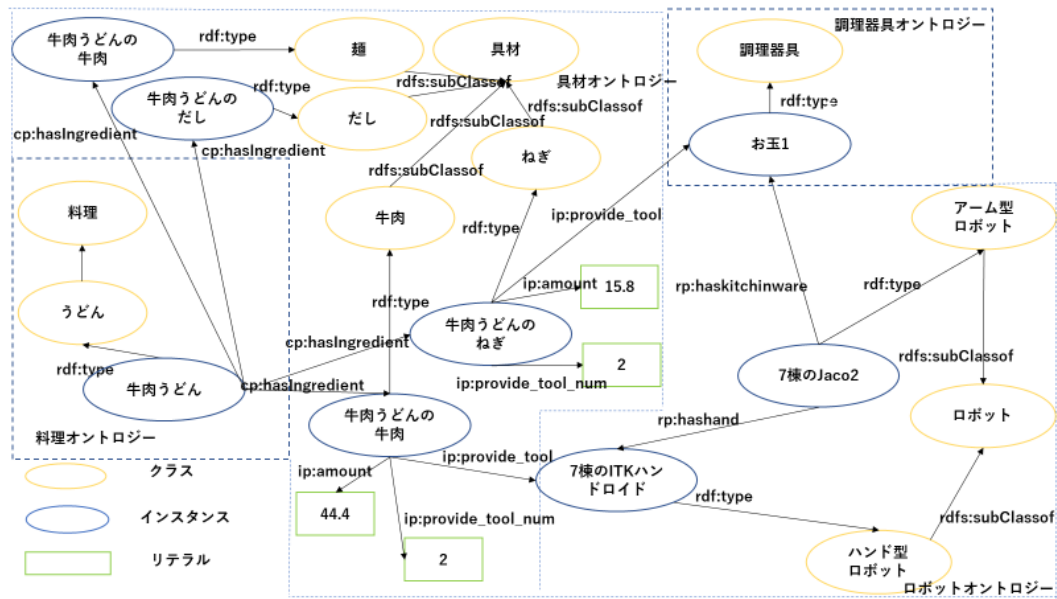 牛肉うどんの
牛肉
rdf:type
麺
具材
調理器具オントロジー
調理器具
牛肉うどんの
だし
rdf:type
だし
rdfs:subClassof
具材オントロジー
rdfs:subClassof
rdfs:subClassof
rdf:type
お玉1
cp:hasIngredient
cp:hasIngredient
rdfs:subClassof
ねぎ
料理
牛肉
rdf:type
ip:provide_tool
アーム型
ロボット
うどん
rdf:type
ip:amount
15.8
rp:haskitchinware
rdf:type
cp:hasIngredient
牛肉うどんの
ねぎ
rdf:type
牛肉うどん
cp:hasIngredient
ip:provide_tool_num
2
7棟のJaco2
rdfs:subClassof
ロボット
牛肉うどんの
牛肉
rp:hashand
料理オントロジー
クラス
ip:amount
ip:provide_tool
7棟のITKハン
ドロイド
rdf:type
インスタンス
44.4
ip:provide_tool_num
rdfs:subClassof
リテラル
2
ハンド型
ロボット
ロボットオントロジー